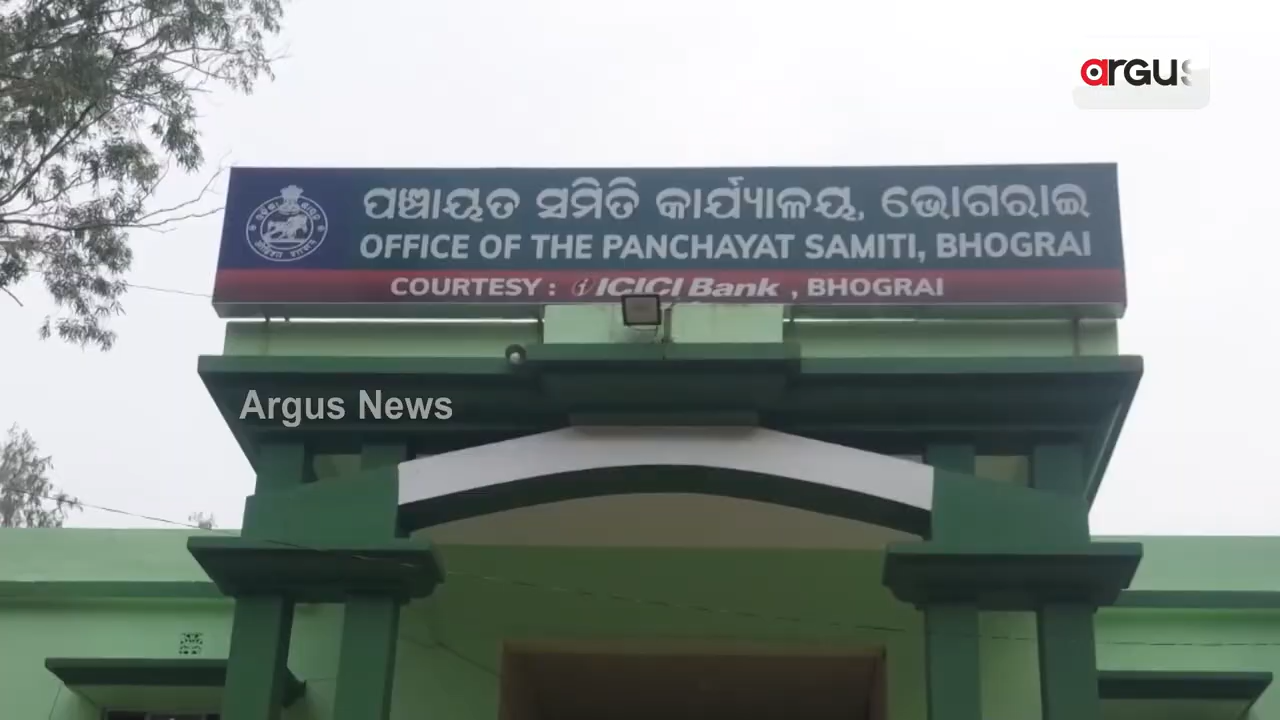 argus
ପଞ୍ଚାୟତ ସମିତି କାର୍ଯ୍ୟାଳୟ, ଭୋଗରାଇ
OFFICE OF THE PANCHAYAT SAMITI, BHOGRAI
COURTESY : ICICI Bank , BHOGRAI
Argus News